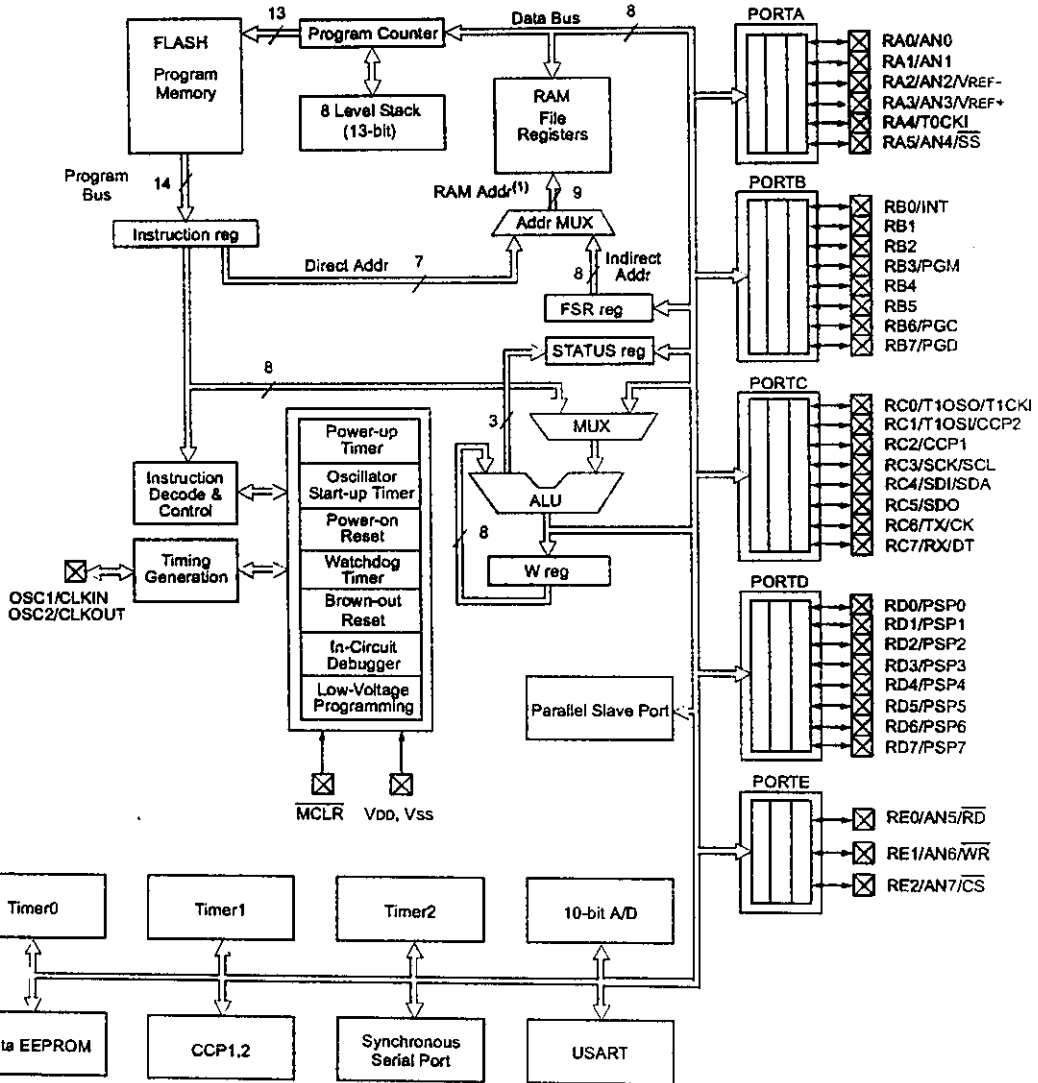 13
Data Bus
8
PORTA
FLASH
Program
Memory
Program Counter
RA0/AN0
RA1/AN1
RA2/AN2/VREF-
RA3/AN3/VREF+
RA4/T0CKI
RA5/AN4/SS
8 Level Stack
(13-bit)
RAM
File
Registers
Program
Bus
14
RAM Addr(1)
9
PORTB
Instruction reg
Addr MUX
RB0/INT
RB1
RB2
RB3/PGM
RB4
RB5
RB6/PGC
RB7/PGD
Direct Addr
7
8
Indirect
Addr
FSR reg
STATUS reg
8
3
MUX
PORTC
RC0/T1OSO/T1CKI
RC1/T1OSI/CCP2
RC2/CCP1
RC3/SCK/SCL
RC4/SDI/SDA
RC5/SDO
RC6/TX/CK
RC7/RX/DT
Power-up
Timer
Instruction
Decode &
Control
Oscillator
Start-up Timer
ALU
Power-on
Reset
8
Timing
Generation
Watchdog
Timer
W reg
OSC1/CLKIN
OSC2/CLKOUT
Brown-out
Reset
PORTD
RD0/PSP0
RD1/PSP1
RD2/PSP2
RD3/PSP3
RD4/PSP4
RD5/PSP5
RD6/PSP6
RD7/PSP7
In-Circuit
Debugger
Low-Voltage
Programming
Parallel Slave Port
MCLR
VDD, VSS
PORTE
RE0/AN5/RD
RE1/AN6/WR
RE2/AN7/CS
Timer0
Timer1
Timer2
10-bit A/D
ta EEPROM
CCP1,2
Synchronous
Serial Port
USART